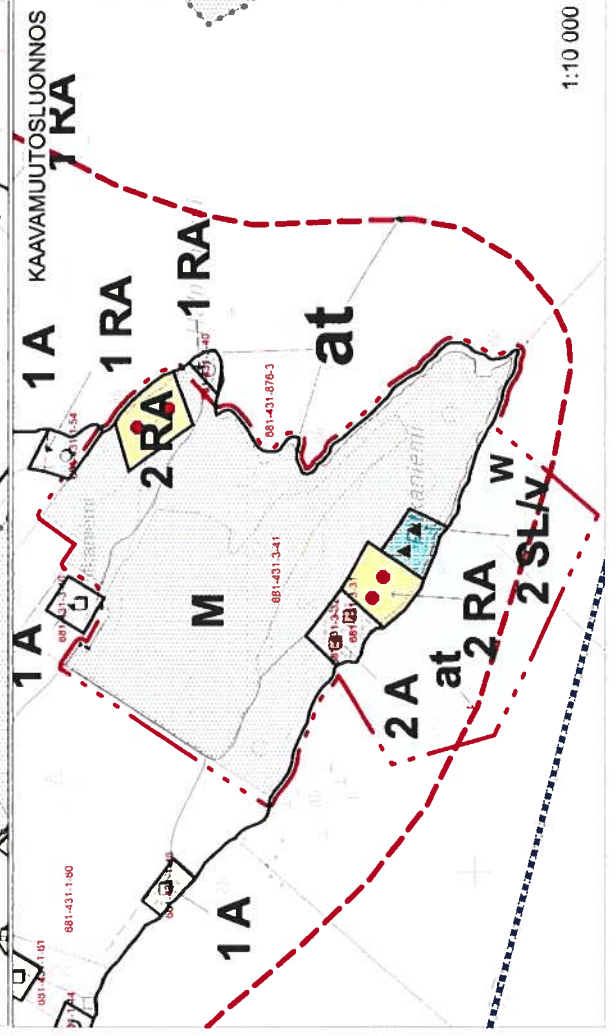 KAAVAMUUTOSLUONNOS
1 RA
1 A
1 RA
1 RA
2 RA
at
681-431-876-3
1 A
M
681-431-3-41
w
2 SL/v
2 RA
at
2 A
1 A
681-431-1-80
1:10 000